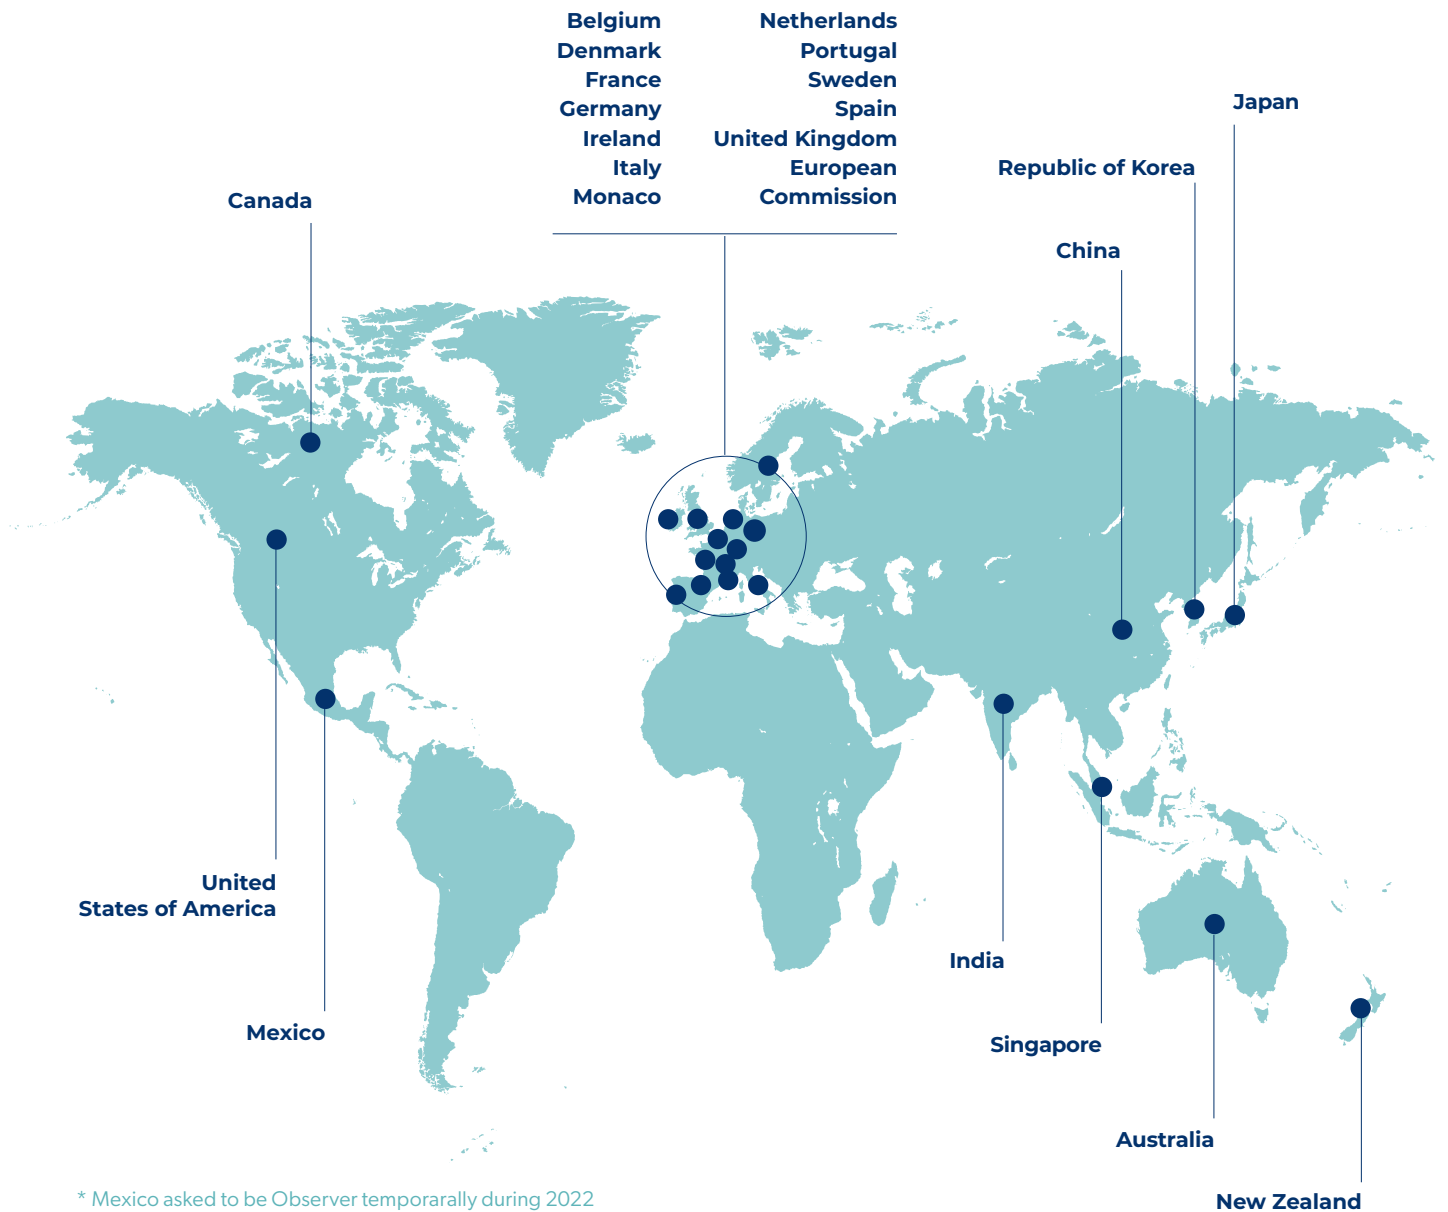 Belgium
Denmark
France
Germany
Ireland
Italy
Monaco
Netherlands
Portugal
Sweden
Spain
United Kingdom
European
Commission
Japan
Republic of Korea
Canada
China
United
States of America
India
Mexico
Singapore
Australia
* Mexico asked to be Observer temporarally during 2022
New Zealand